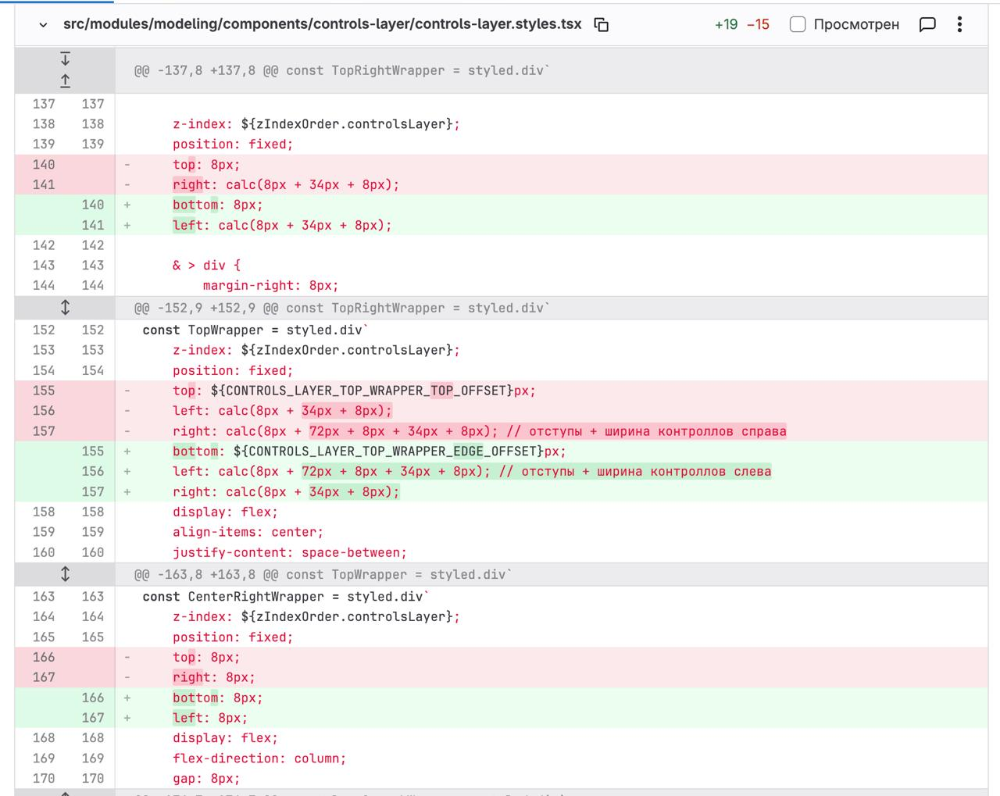 src/modules/modeling/components/controls-layer/controls-layer.styles.tsx +19 −15 Просмотрен
@@ -137,8 +137,8 @@ const TopRightWrapper = styled.div`
137 137
138 138 z-index: ${zIndexOrder.controlsLayer};
139 139 position: fixed;
140 - top: 8px;
141 - right: calc(8px + 34px + 8px);
140 + bottom: 8px;
141 + left: calc(8px + 34px + 8px);
142 142
143 143 & > div {
144 144 margin-right: 8px;
@@ -152,9 +152,9 @@ const TopRightWrapper = styled.div`
152 152 const TopWrapper = styled.div`
153 153 z-index: ${zIndexOrder.controlsLayer};
154 154 position: fixed;
155 - top: ${CONTROLS_LAYER_TOP_WRAPPER_TOP_OFFSET}px;
156 - left: calc(8px + 34px + 8px);
157 - right: calc(8px + 72px + 8px + 34px + 8px); // отступы + ширина контроллов справа
155 + bottom: ${CONTROLS_LAYER_TOP_WRAPPER_EDGE_OFFSET}px;
156 + left: calc(8px + 72px + 8px + 34px + 8px); // отступы + ширина контроллов слева
157 + right: calc(8px + 34px + 8px);
158 158 display: flex;
159 159 align-items: center;
160 160 justify-content: space-between;
@@ -163,8 +163,8 @@ const TopWrapper = styled.div`
163 163 const CenterRightWrapper = styled.div`
164 164 z-index: ${zIndexOrder.controlsLayer};
165 165 position: fixed;
166 - top: 8px;
167 - right: 8px;
166 + bottom: 8px;
167 + left: 8px;
168 168 display: flex;
169 169 flex-direction: column;
170 170 gap: 8px;